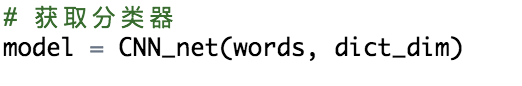 # 获取分类器
model = CNN_net(words, dict_dim)